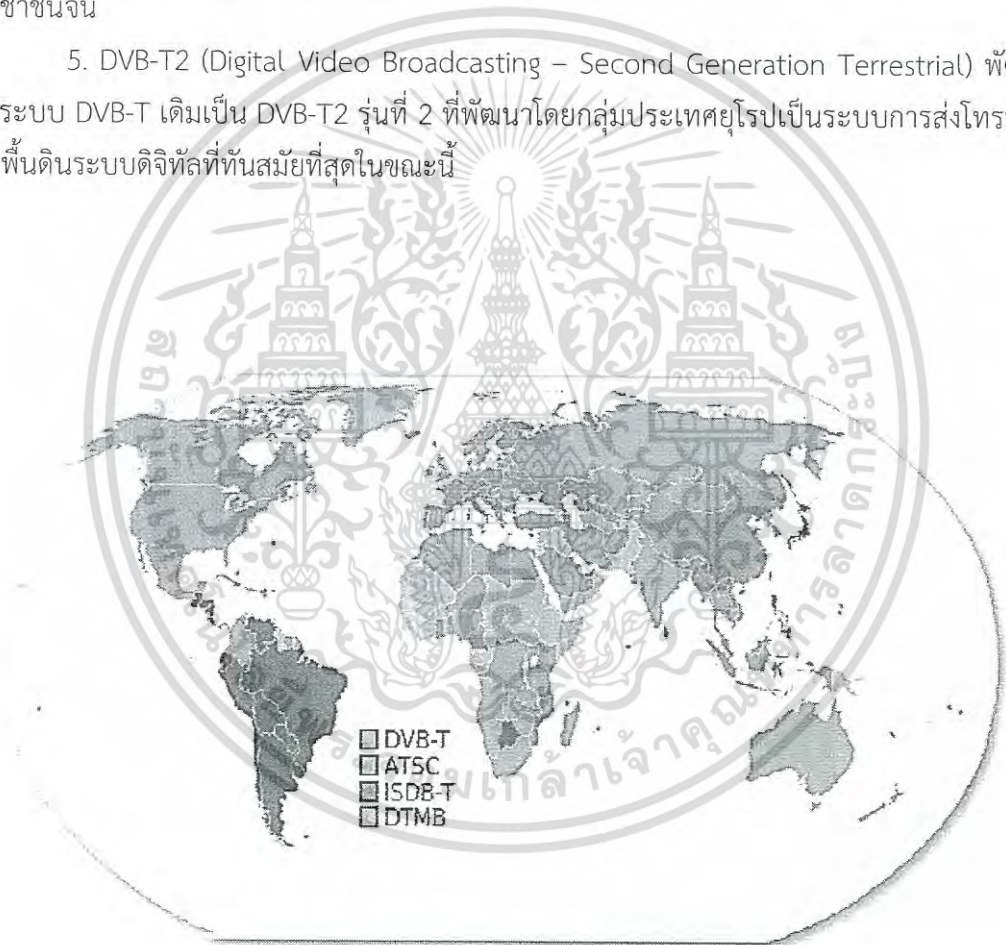 ชาชนจีน
5. DVB-T2 (Digital Video Broadcasting – Second Generation Terrestrial)
ระบบ DVB-T เดิมเป็น DVB-T2 รุ่นที่ 2 ที่พัฒนาโดยกลุ่มประเทศยุโรปเป็นระบบการส่งโทร
พื้นดินระบบดิจิทัลที่ทันสมัยที่สุดในขณะนี้
DVB-T
ATSC
ISDB-T
DTMB